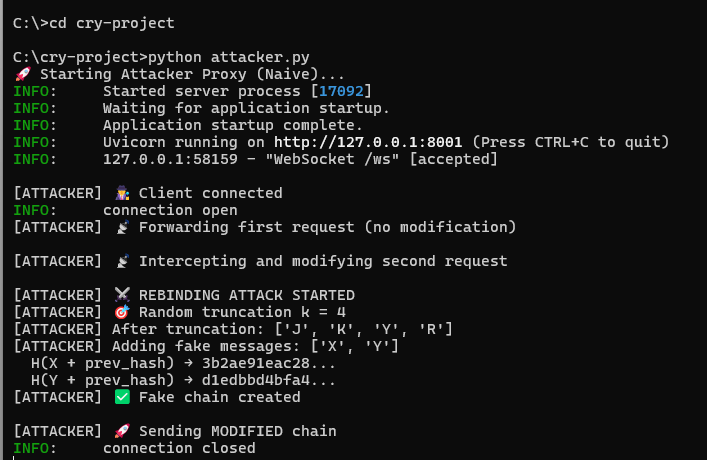 C:\>cd cry-project
C:\cry-project>python attacker.py
🚀 Starting Attacker Proxy (Naive)...
INFO:     Started server process [17092]
INFO:     Waiting for application startup.
INFO:     Application startup complete.
INFO:     Uvicorn running on http://127.0.0.1:8001 (Press CTRL+C to quit)
INFO:     127.0.0.1:58159 - "WebSocket /ws" [accepted]
[ATTACKER] 🕵️ Client connected
INFO:     connection open
[ATTACKER] 📡 Forwarding first request (no modification)
[ATTACKER] 📡 Intercepting and modifying second request
[ATTACKER] ⚔️ REBINDING ATTACK STARTED
[ATTACKER] 🎯 Random truncation k = 4
[ATTACKER] After truncation: ['J', 'K', 'Y', 'R']
[ATTACKER] Adding fake messages: ['X', 'Y']
  H(X + prev_hash) → 3b2ae91eac28...
  H(Y + prev_hash) → d1edbbd4bfa4...
[ATTACKER] ✅ Fake chain created
[ATTACKER] 🚀 Sending MODIFIED chain
INFO:     connection closed